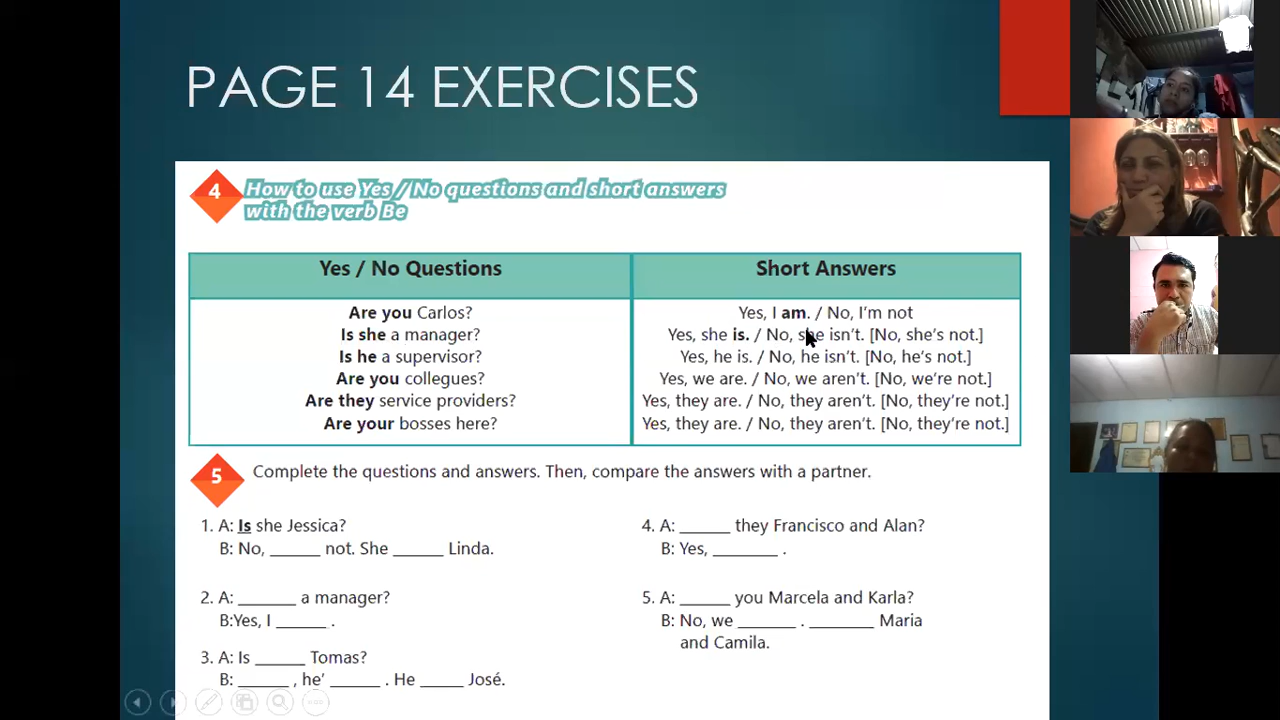 PAGE 14 EXERCISES
4
How to use Yes / No questions and short answers
with the verb Be
Yes / No Questions
Short Answers
Are you Carlos?
Yes, I am. / No, I'm not
Is she a manager?
Yes, she is. / No, she isn't. [No, she's not.]
Is he a supervisor?
Yes, he is. / No, he isn't. [No, he's not.]
Are you collegues?
Yes, we are. / No, we aren't. [No, we're not.]
Are they service providers?
Yes, they are. / No, they aren't. [No, they're not.]
Are your bosses here?
Yes, they are. / No, they aren't. [No, they're not.]
5
Complete the questions and answers. Then, compare the answers with a partner.
1. A: Is she Jessica?
B: No, ______ not. She ______ Linda.
2. A: _______ a manager?
B:Yes, I ______ .
3. A: Is ______ Tomas?
B: ______ , he' ______ . He _____ José.
4. A: ______ they Francisco and Alan?
B: Yes, ________ .
5. A: ______ you Marcela and Karla?
B: No, we _______ . ________ Maria
and Camila.